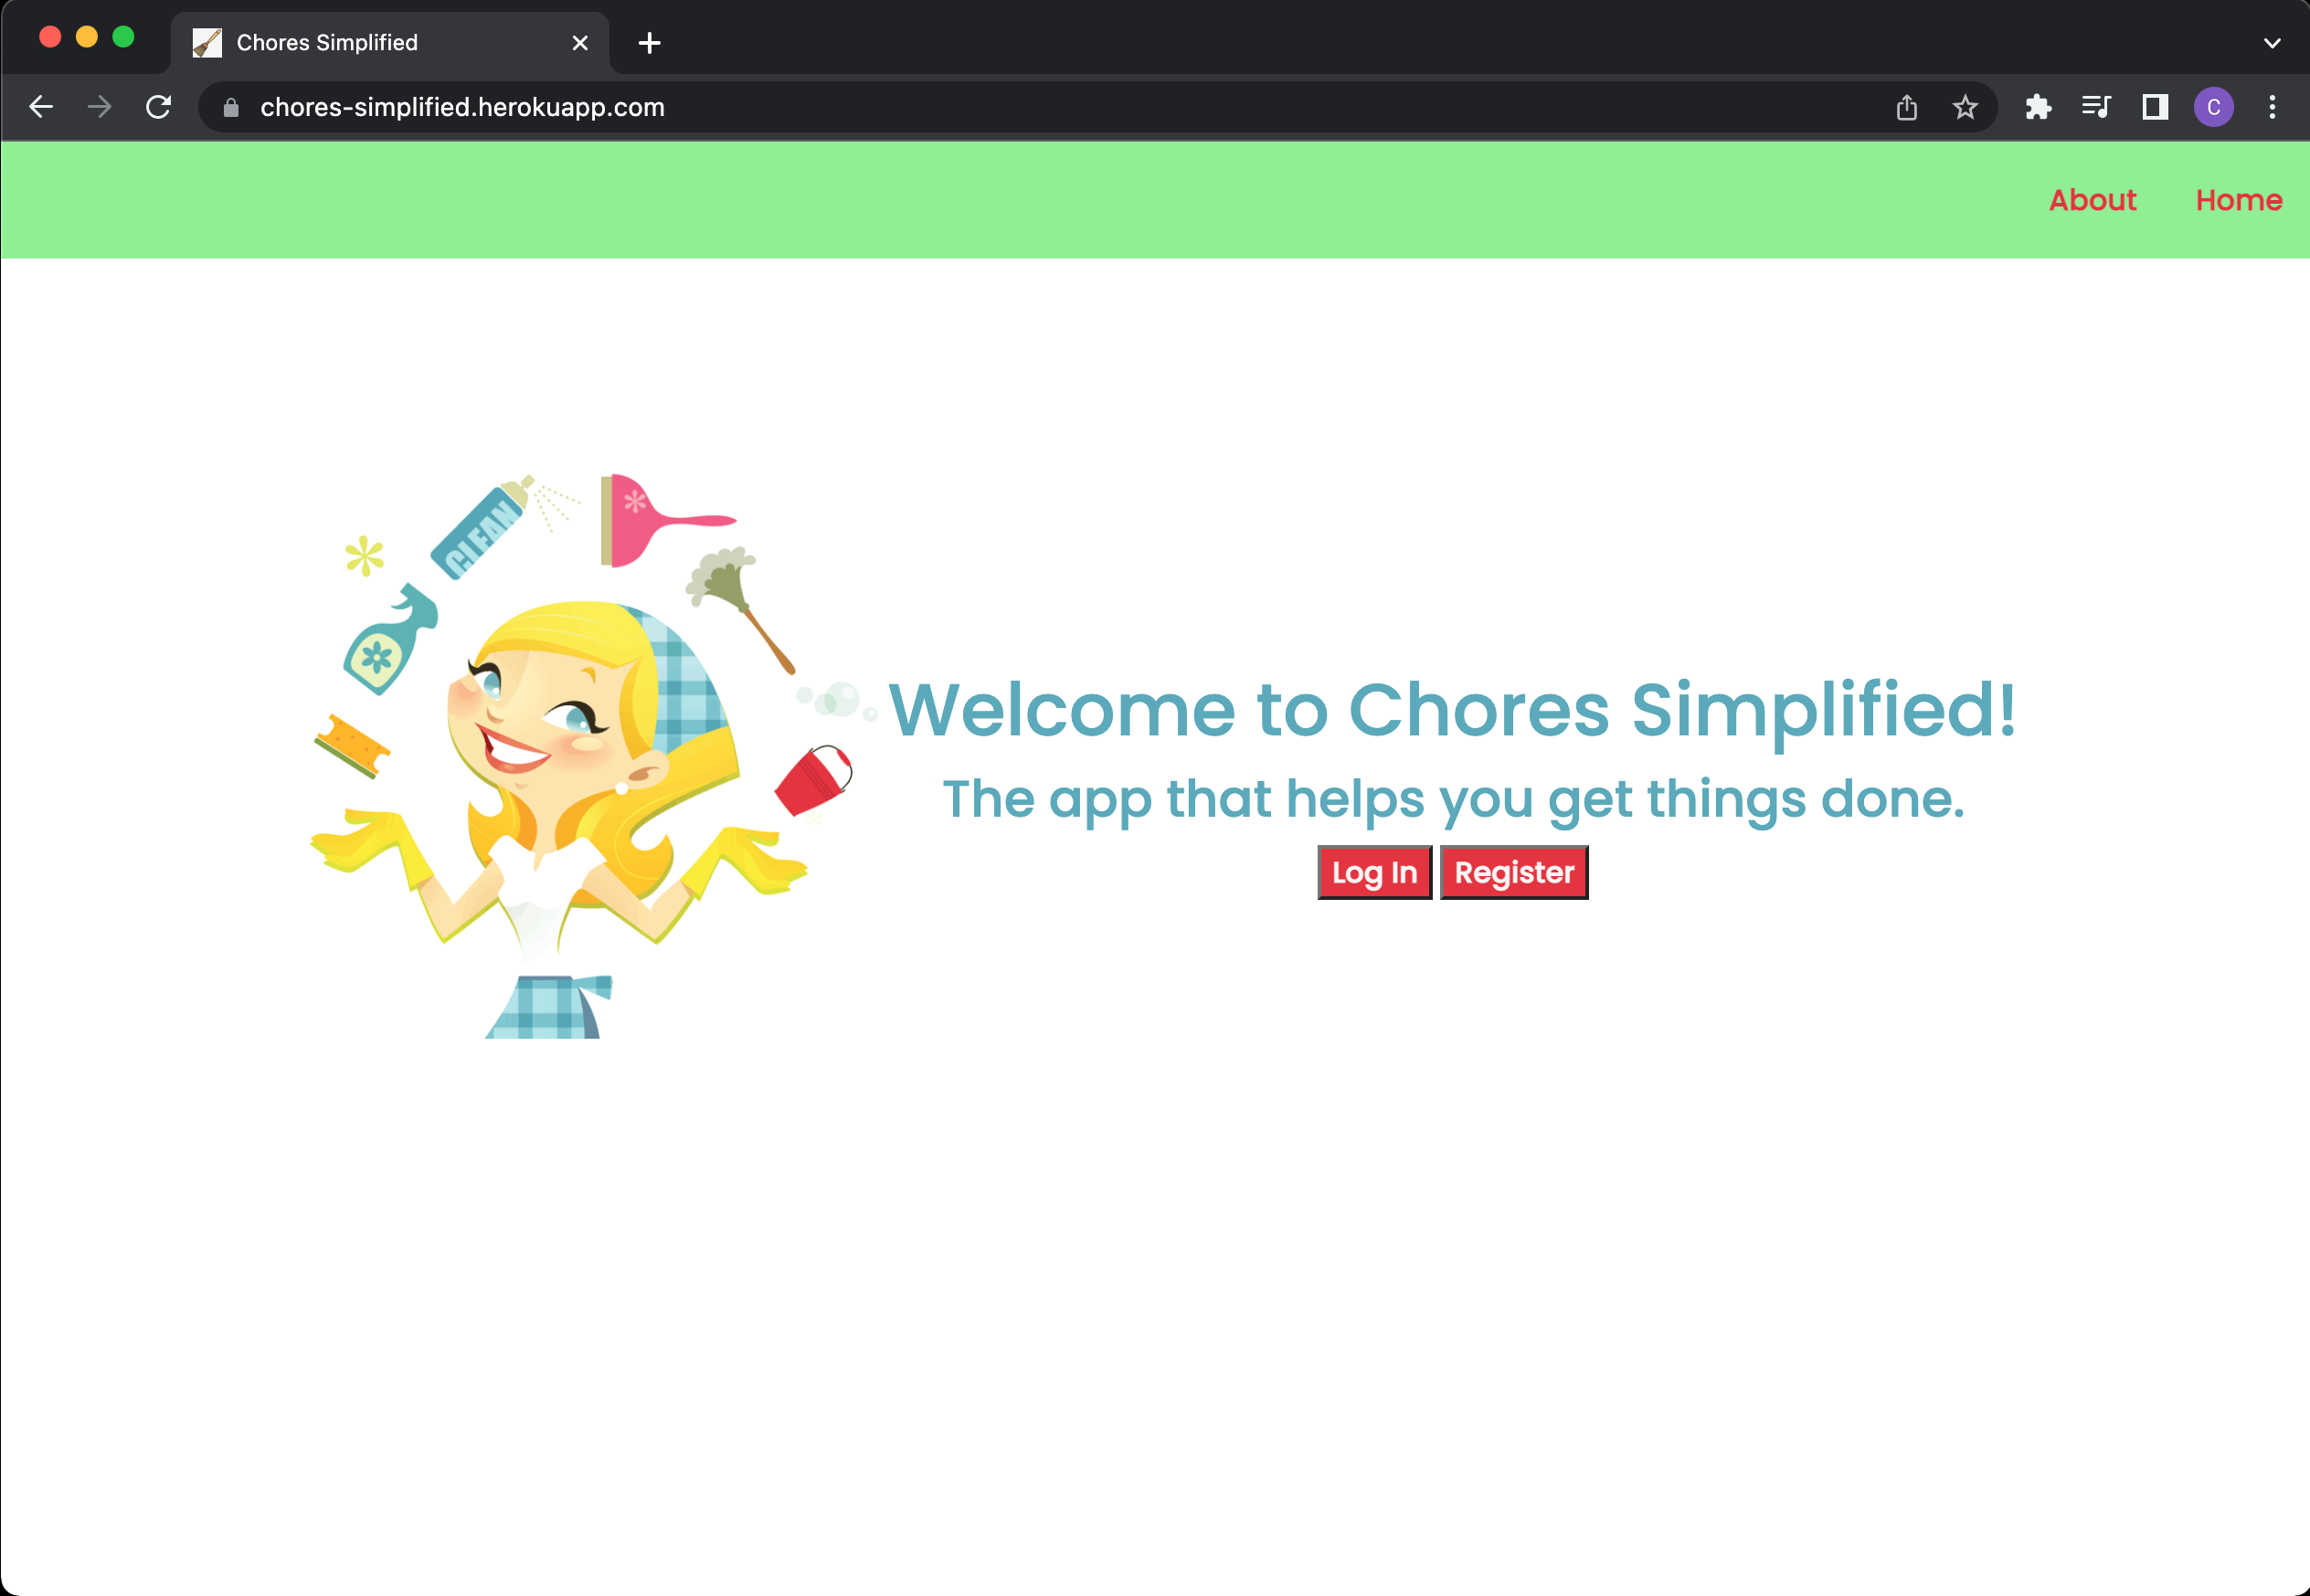 Chores Simplified
chores-simplified.herokuapp.com
C
About Home
CLEAN
Welcome to Chores Simplified!
The app that helps you get things done.
Log In Register